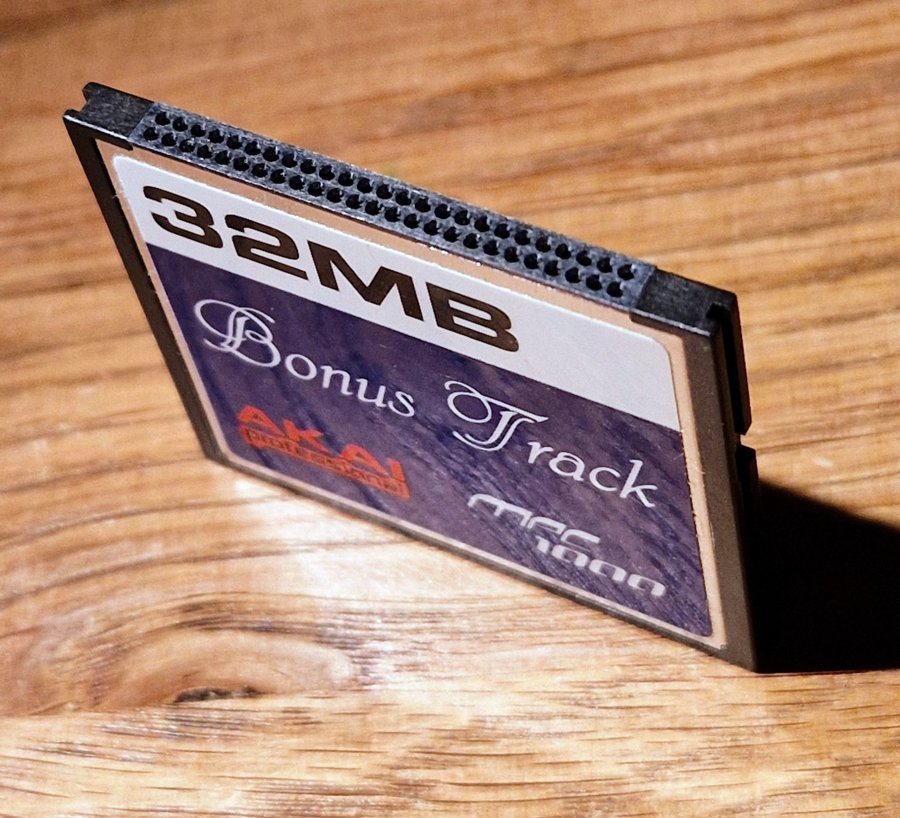 32MB
Bonus Track
AKAI
professional
mpc
1000